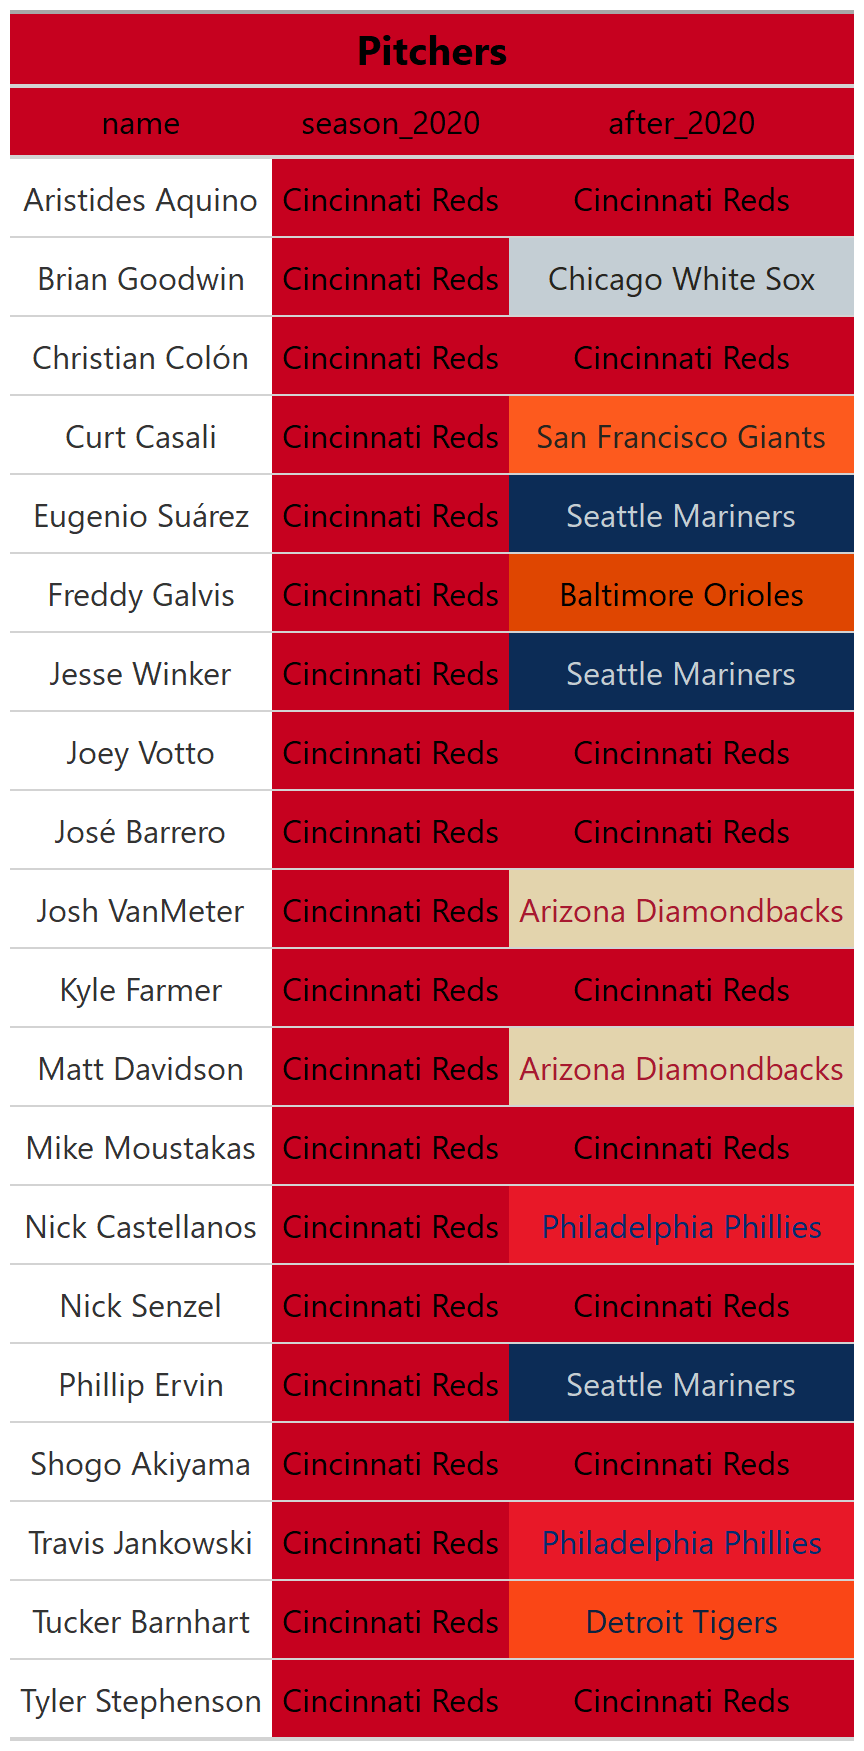 Pitchers
name season_2020 after_2020
Aristides Aquino Cincinnati Reds Cincinnati Reds
Brian Goodwin Cincinnati Reds Chicago White Sox
Christian Colón Cincinnati Reds Cincinnati Reds
Curt Casali Cincinnati Reds San Francisco Giants
Eugenio Suárez Cincinnati Reds Seattle Mariners
Freddy Galvis Cincinnati Reds Baltimore Orioles
Jesse Winker Cincinnati Reds Seattle Mariners
Joey Votto Cincinnati Reds Cincinnati Reds
José Barrero Cincinnati Reds Cincinnati Reds
Josh VanMeter Cincinnati Reds Arizona Diamondbacks
Kyle Farmer Cincinnati Reds Cincinnati Reds
Matt Davidson Cincinnati Reds Arizona Diamondbacks
Mike Moustakas Cincinnati Reds Cincinnati Reds
Nick Castellanos Cincinnati Reds Philadelphia Phillies
Nick Senzel Cincinnati Reds Cincinnati Reds
Phillip Ervin Cincinnati Reds Seattle Mariners
Shogo Akiyama Cincinnati Reds Cincinnati Reds
Travis Jankowski Cincinnati Reds Philadelphia Phillies
Tucker Barnhart Cincinnati Reds Detroit Tigers
Tyler Stephenson Cincinnati Reds Cincinnati Reds